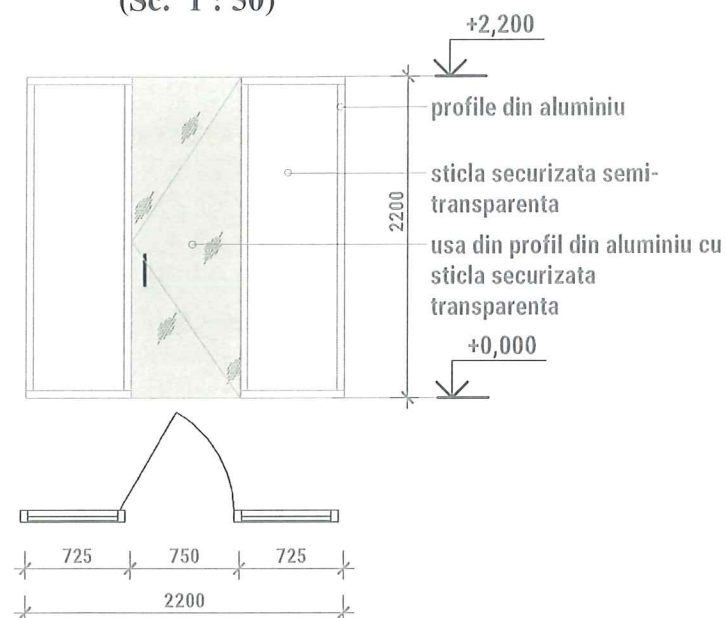 (Sc. 1 : 50)
+2,200
profile din aluminiu
sticla securizata semi-
transparenta
2200
usa din profil din aluminiu cu
sticla securizata
transparenta
+0,000
725 750 725
2200